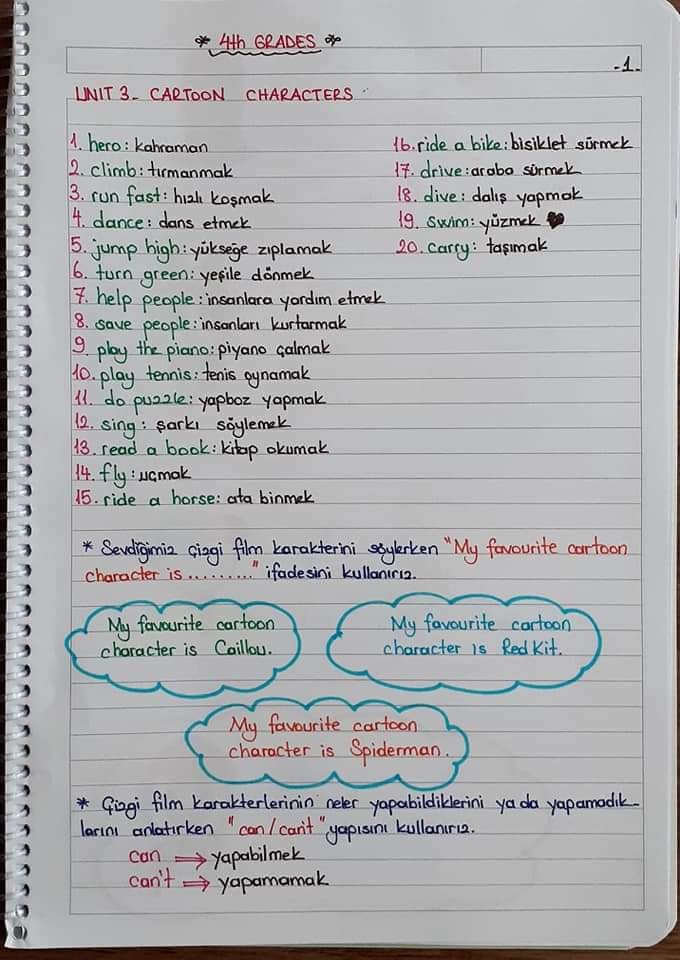 * 4th GRADES *
-1-
UNIT 3- CARTOON CHARACTERS
1. hero: kahraman
2. climb: tırmanmak
3. run fast: hızlı koşmak
4. dance: dans etmek
5. jump high: yükseğe zıplamak
6. turn green: yeşile dönmek
7. help people: insanlara yardım etmek
8. save people: insanları kurtarmak
9. play the piano: piyano çalmak
10. play tennis: tenis oynamak
11. do puzzle: yapboz yapmak
12. sing: şarkı söylemek
13. read a book: kitap okumak
14. fly: uçmak
15. ride a horse: ata binmek
16. ride a bike: bisiklet sürmek
17. drive: araba sürmek
18. dive: dalış yapmak
19. swim: yüzmek
20. carry: taşımak
* Sevdiğimiz çizgi film karakterini söylerken "My favourite cartoon
character is ........." ifadesini kullanırız.
My favourite cartoon
character is Caillou.
My favourite cartoon
character is Red Kit.
My favourite cartoon
character is Spiderman.
* Çizgi film karakterlerinin neler yapabildiklerini ya da yapamadık-
larını anlatırken "can/can't" yapısını kullanırız.
can ⇒ yapabilmek
can't ⇒ yapamamak